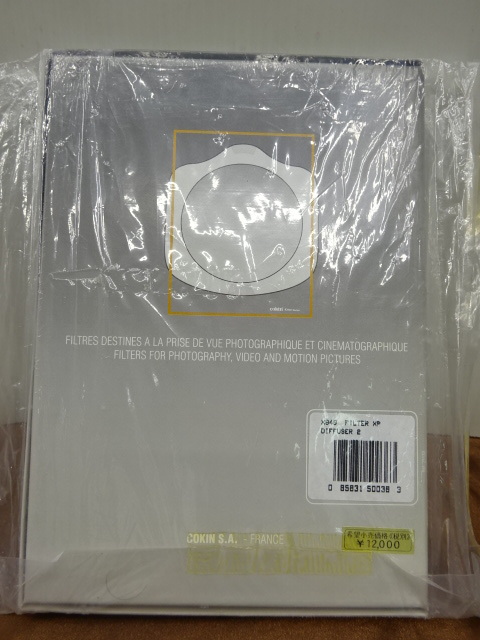 FILTRES DESTINES A LA PRISE DE VUE PHOTOGRAPHIQUE ET CINEMATOGRAPHIQUE
FILTERS FOR PHOTOGRAPHY, VIDEO AND MOTION PICTURES
FILTER XP
DIFFUSER 2
0 85831 50038 3
COKIN S.A. - FRANCE
希望小売価格(税別)
¥12,000